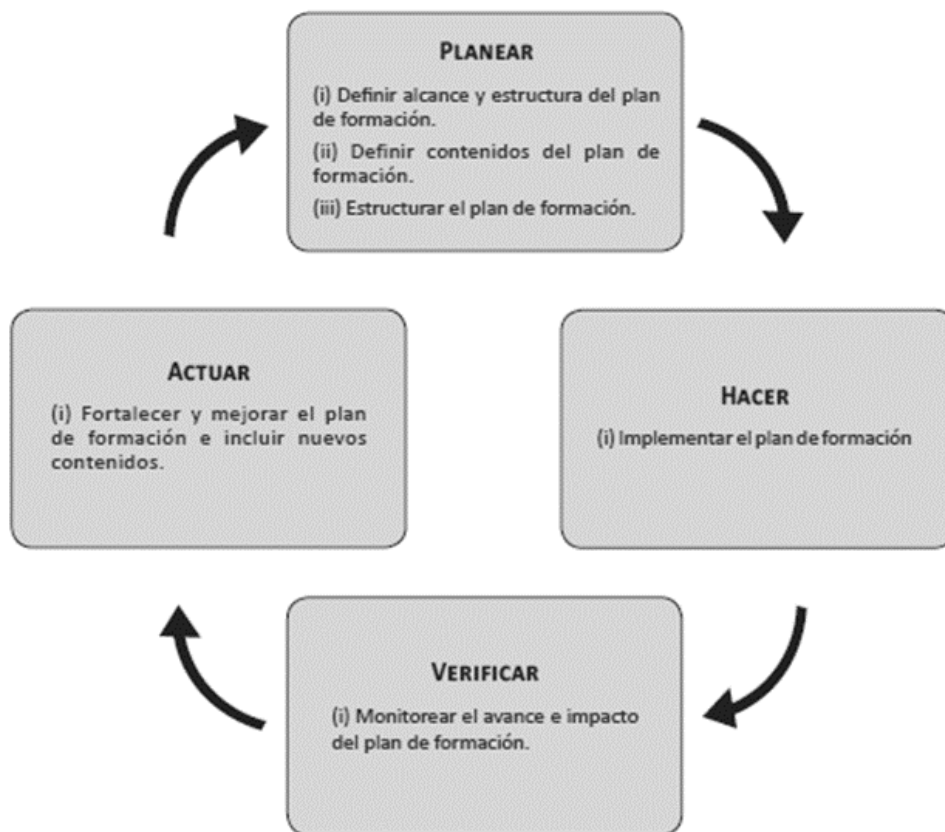 PLANEAR
(i) Definir alcance y estructura del plan
de formación.
(ii) Definir contenidos del plan de
formación.
(iii) Estructurar el plan de formación.
ACTUAR
(i) Fortalecer y mejorar el plan
de formación e incluir nuevos
contenidos.
HACER
(i) Implementar el plan de formación
VERIFICAR
(i) Monitorear el avance e impacto
del plan de formación.